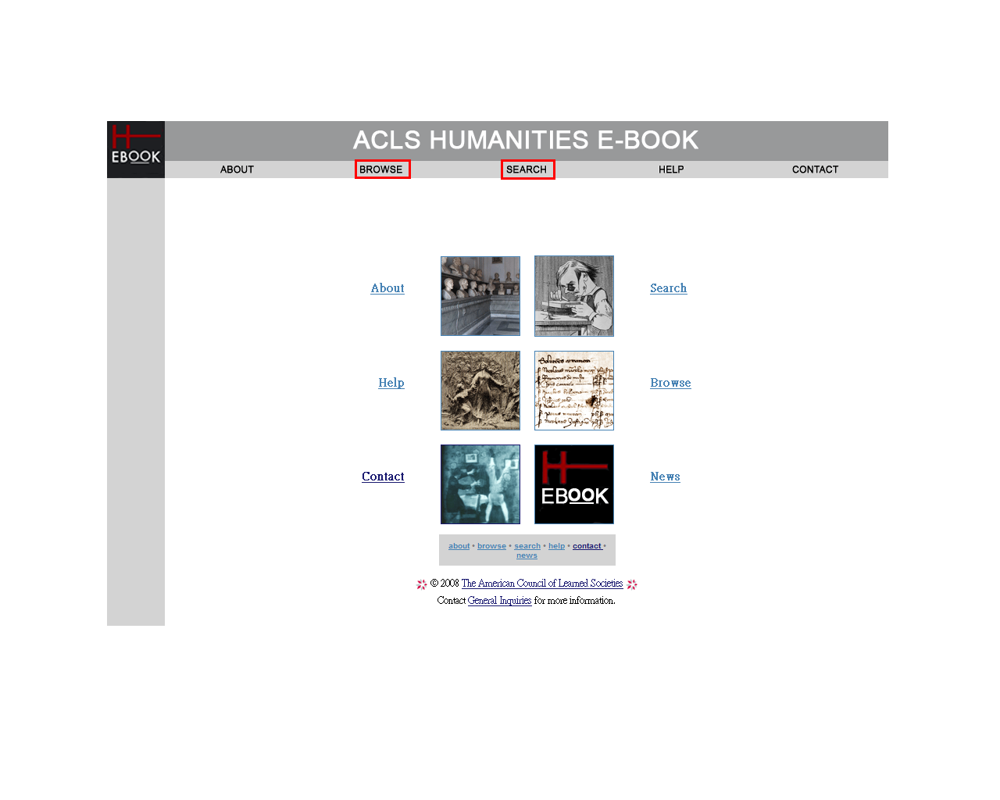 ACLS HUMANITIES E-BOOK
EBOOK
ABOUT BROWSE SEARCH HELP CONTACT
About
Search
Help
Browse
Contact
EBOOK
News
about • browse • search • help • contact •
news
© 2008 The American Council of Learned Societies
Contact General Inquiries for more information.